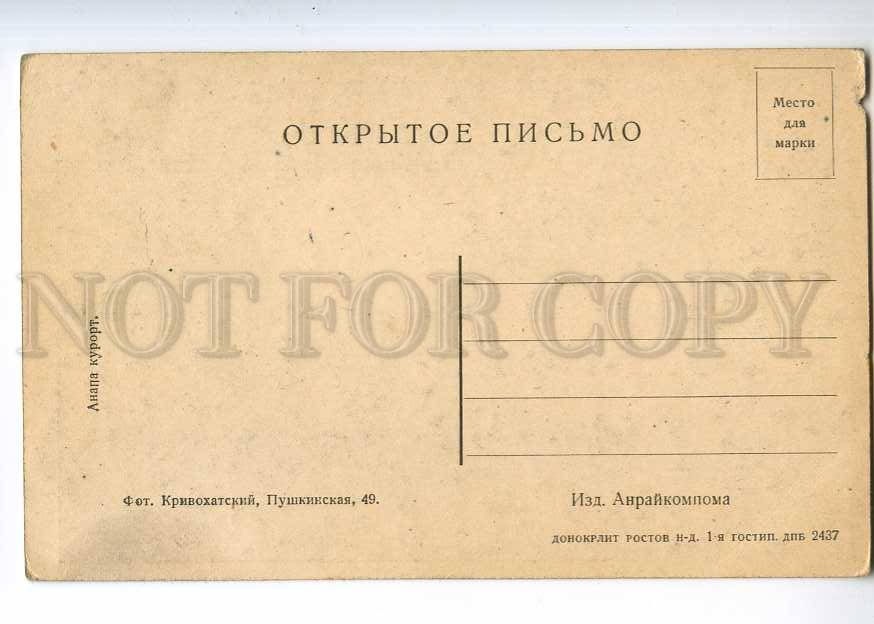 Место
для
марки
ОТКРЫТОЕ ПИСЬМО
NOT FOR COPY
Анапа курорт.
Фот. Кривохатский, Пушкинская, 49.
Изд. Анрайкомпома
ДОНОКРЛИТ РОСТОВ Н-Д. 1-я ГОСТИП. ДПБ 2437